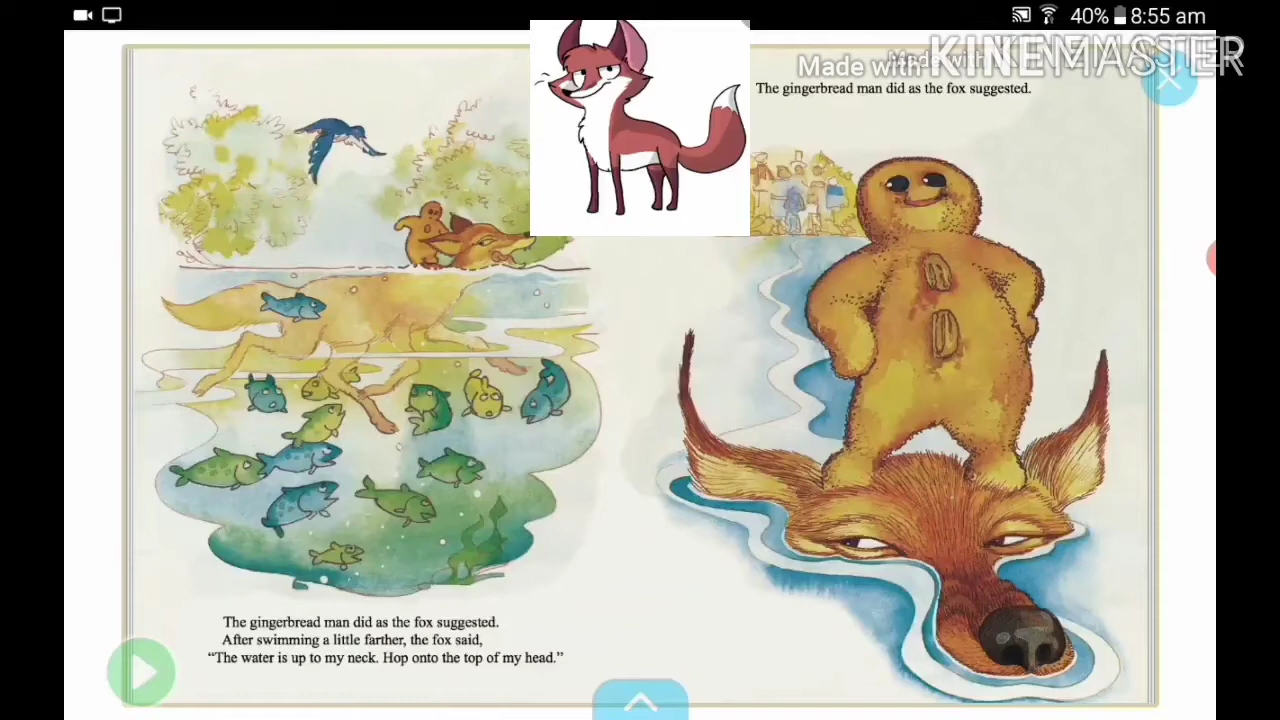 40% 8:55 am
Made with KINEMASTER
The gingerbread man did as the fox suggested.
The gingerbread man did as the fox suggested.
After swimming a little farther, the fox said,
“The water is up to my neck. Hop onto the top of my head.”